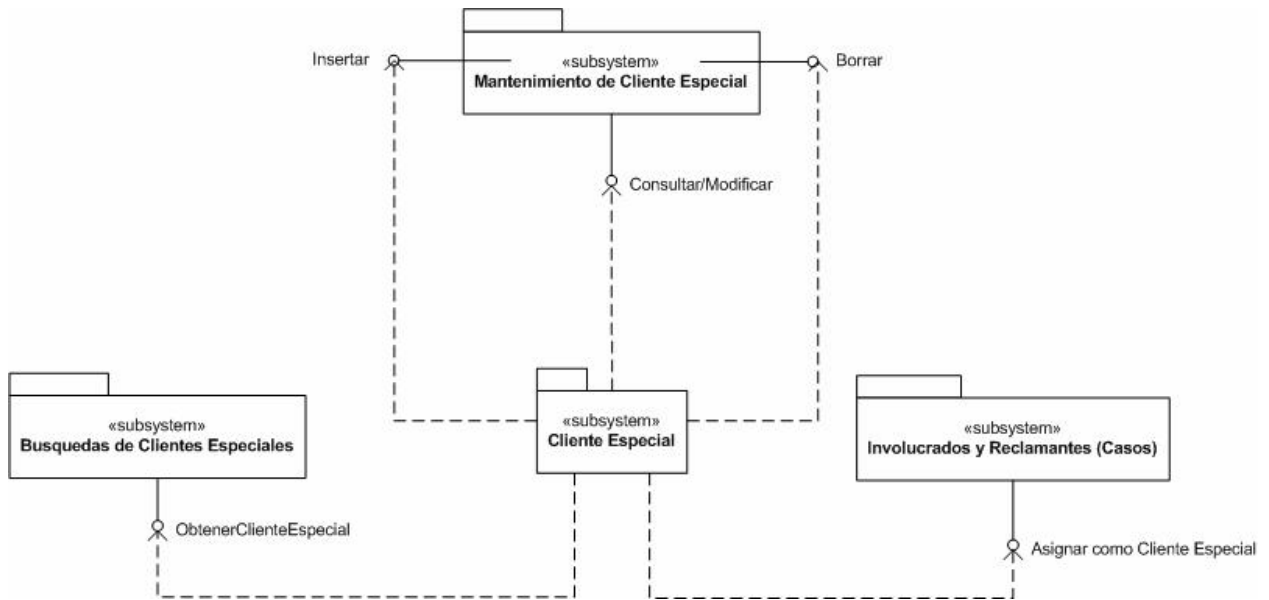 Insertar
«subsystem»
Mantenimiento de Cliente Especial
Borrar
Consultar/Modificar
«subsystem»
Busquedas de Clientes Especiales
«subsystem»
Cliente Especial
«subsystem»
Involucrados y Reclamantes (Casos)
ObtenerClienteEspecial
Asignar como Cliente Especial